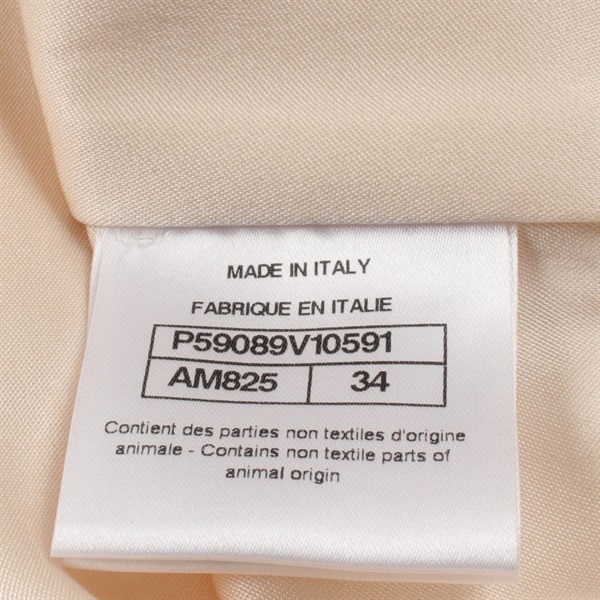 MADE IN ITALY
FABRIQUE EN ITALIE
P59089V10591
AM825 34
Contient des parties non textiles d'origine
animale - Contains non textile parts of
animal origin